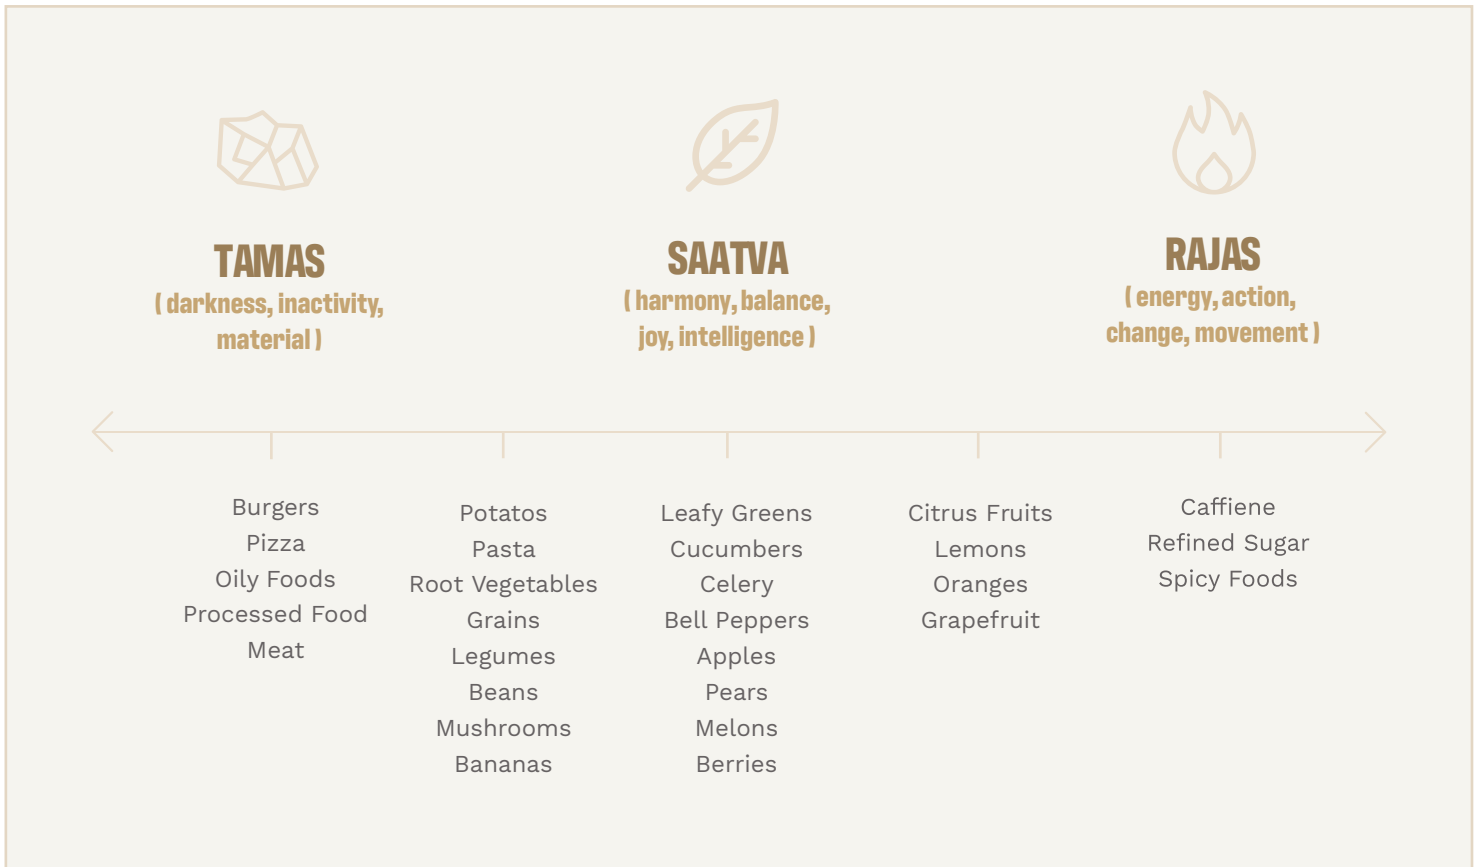 TAMAS
( darkness, inactivity,
material )
SAATVA
( harmony, balance,
joy, intelligence )
RAJAS
( energy, action,
change, movement )
Burgers
Pizza
Oily Foods
Processed Food
Meat
Potatos
Pasta
Root Vegetables
Grains
Legumes
Beans
Mushrooms
Bananas
Leafy Greens
Cucumbers
Celery
Bell Peppers
Apples
Pears
Melons
Berries
Citrus Fruits
Lemons
Oranges
Grapefruit
Caffiene
Refined Sugar
Spicy Foods